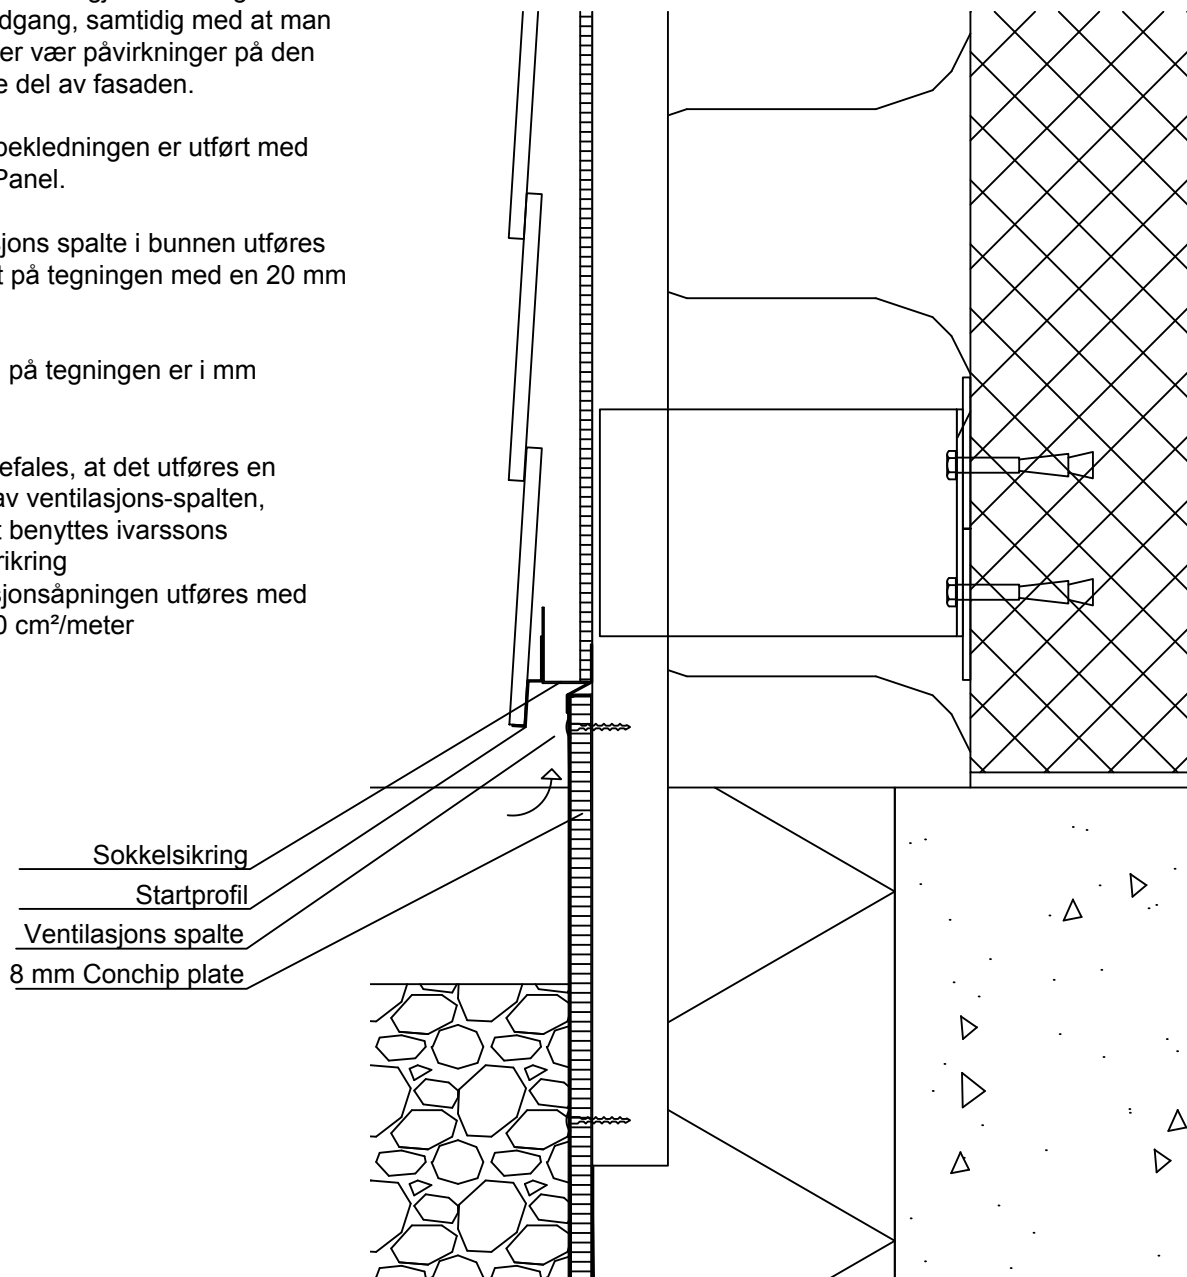 dgang, samtidig med at man
er vær påvirkninger på den
e del av fasaden.
bekledningen er utført med
Panel.
jons spalte i bunnen utføres
t på tegningen med en 20 mm
på tegningen er i mm
efales, at det utføres en
av ventilasjons-spalten,
t benyttes ivarssons
rikring
sjonsåpningen utføres med
0 cm²/meter
Sokkelsikring
Startprofil
Ventilasjons spalte
8 mm Conchip plate